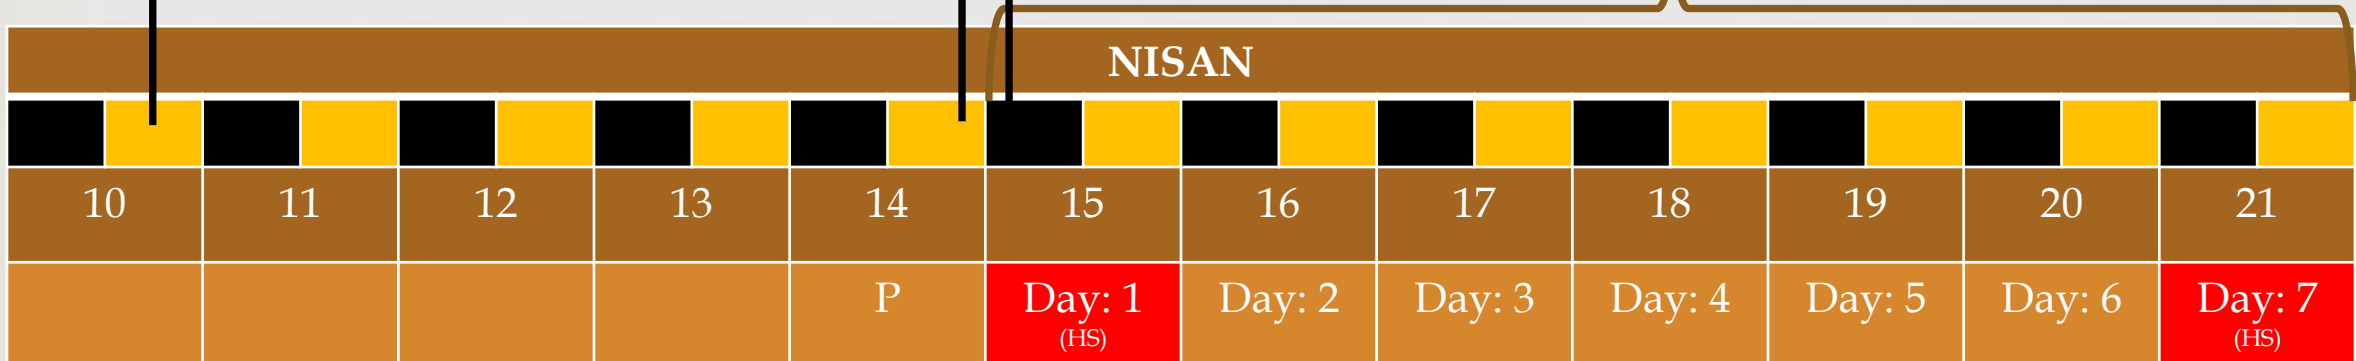 NISAN
10 11 12 13 14 15 16 17 18 19 20 21
P Day: 1 Day: 2 Day: 3 Day: 4 Day: 5 Day: 6 Day: 7
(HS) (HS)